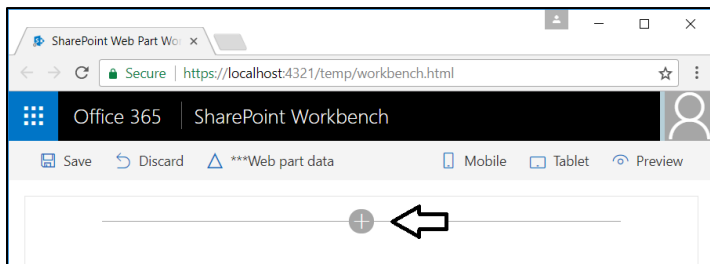 SharePoint Web Part Wor
Secure https://localhost:4321/temp/workbench.html
Office 365 SharePoint Workbench
Save Discard ***Web part data Mobile Tablet Preview